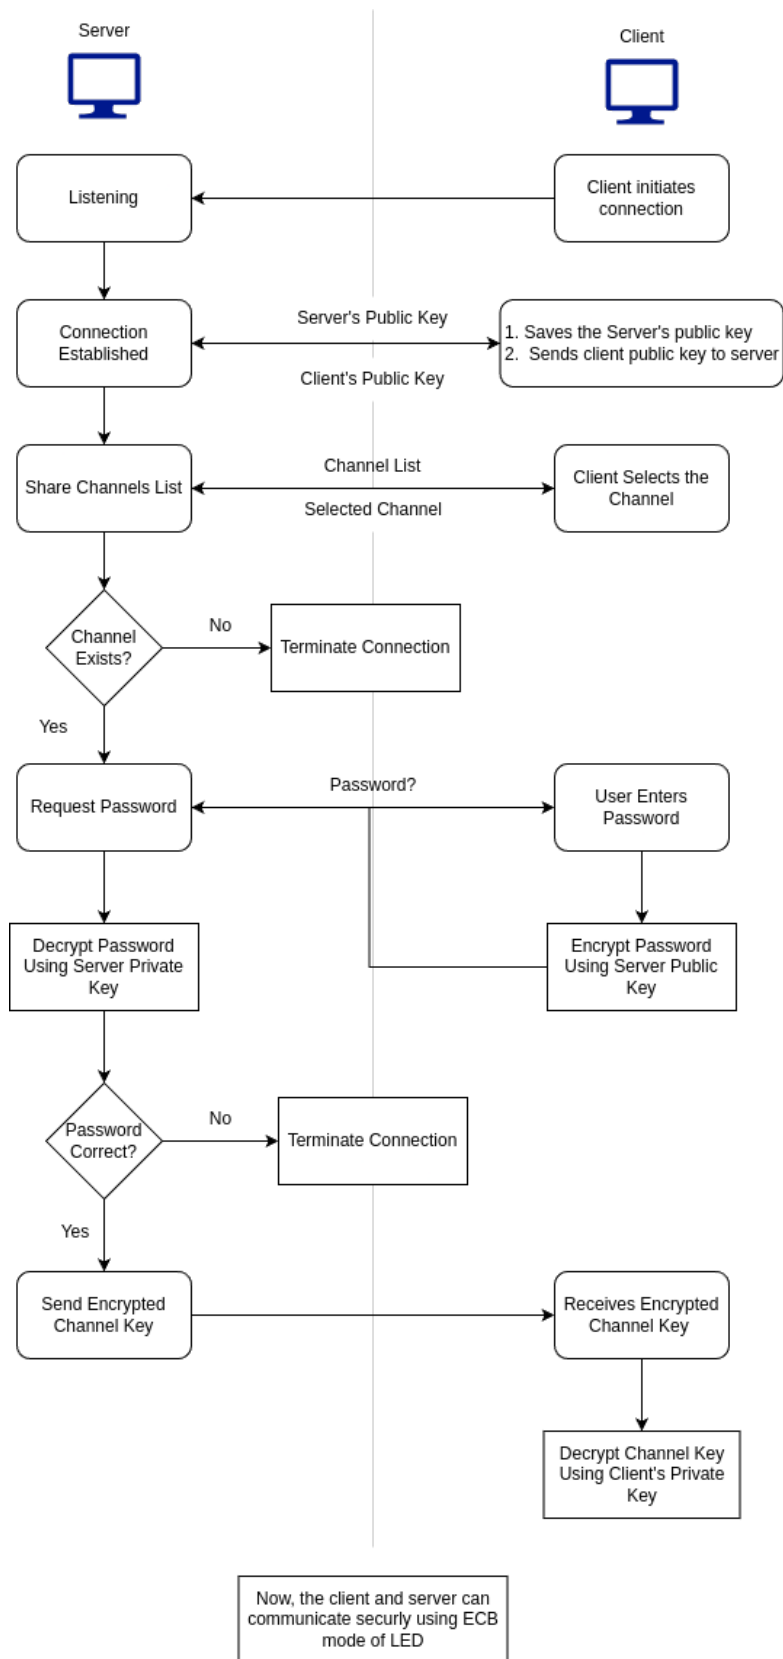 Server
Client
Listening
Client initiates
connection
Connection
Established
Server's Public Key
Client's Public Key
1. Saves the Server's public key
2. Sends client public key to server
Share Channels List
Channel List
Selected Channel
Client Selects the
Channel
Channel
Exists?
No
Terminate Connection
Yes
Request Password
Password?
User Enters
Password
Decrypt Password
Using Server Private
Key
Encrypt Password
Using Server Public
Key
Password
Correct?
No
Terminate Connection
Yes
Send Encrypted
Channel Key
Receives Encrypted
Channel Key
Decrypt Channel Key
Using Client's Private
Key
Now, the client and server can
communicate securly using ECB
mode of LED